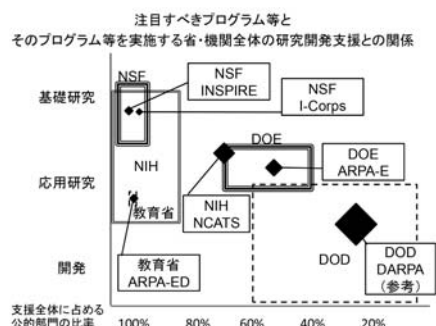 注目すべきプログラム等と
そのプログラム等を実施する省・機関全体の研究開発支援との関係
NSF
NSF
INSPIRE
NSF
I-Corps
基礎研究
DOE
DOE
ARPA-E
NIH
応用研究
教育省
NIH
NCATS
開発
教育省
ARPA-ED
DOD
DOD
DARPA
(参考)
支援全体に占める
公的部門の比率
100%
80%
60%
40%
20%